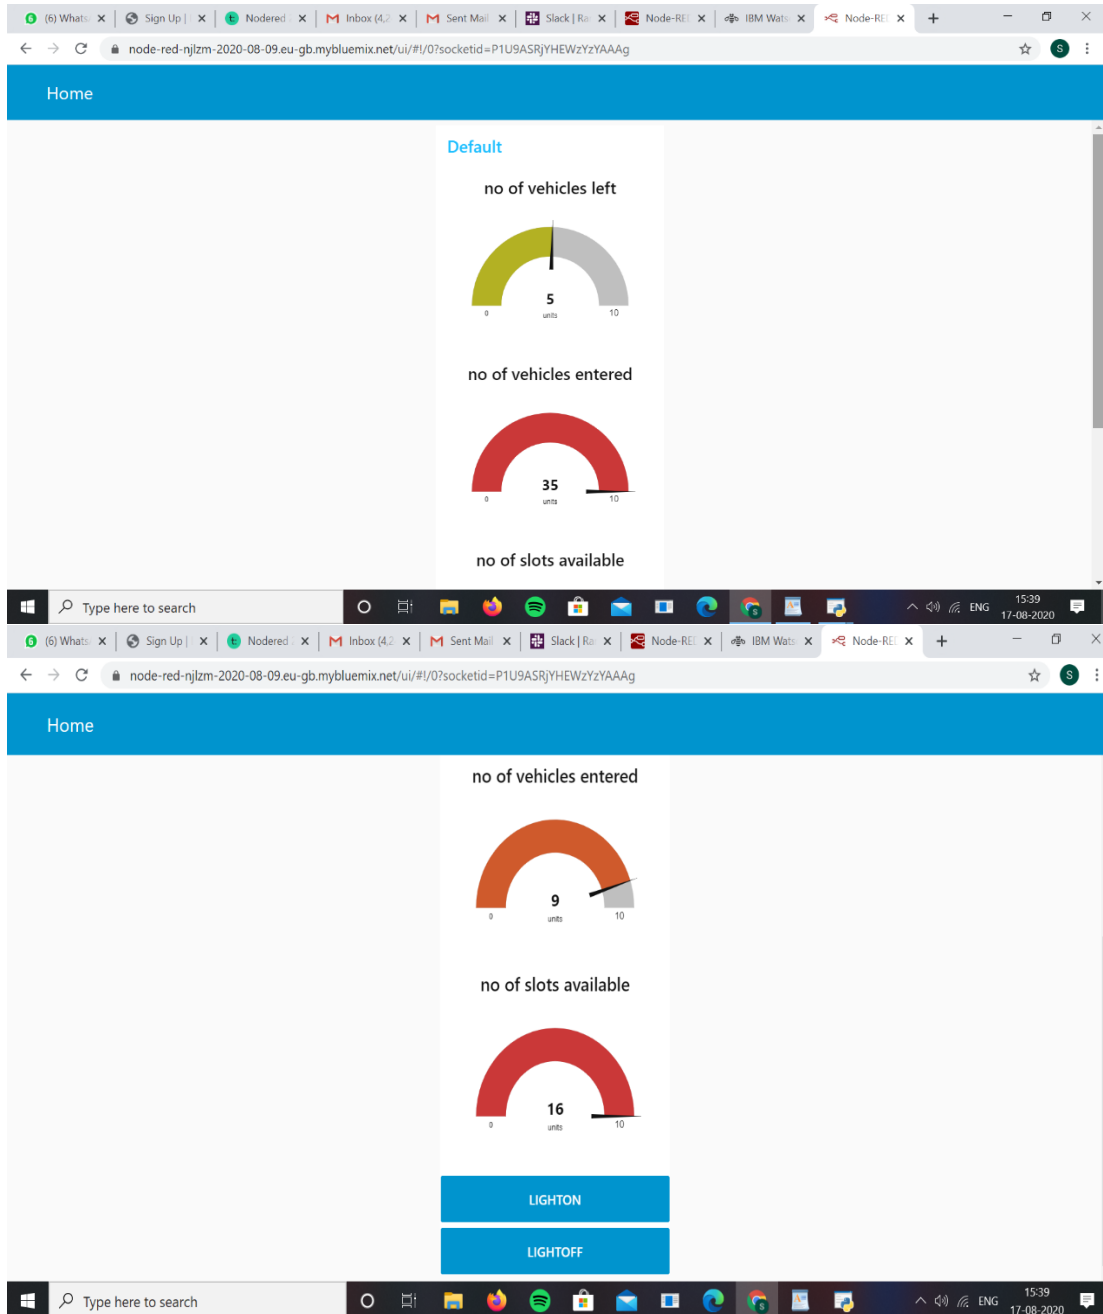 (6) Whats Sign Up | Nodered Inbox (4,2 Sent Mail Slack | Ra Node-RED IBM Wats Node-RE
node-red-njlzm-2020-08-09.eu-gb.mybluemix.net/ui/#!/0?socketid=P1U9ASRjYHEWzYzYAAAg
S
Home
Default
no of vehicles left
5
units
0 10
no of vehicles entered
35
units
0 10
no of slots available
Type here to search
ENG
15:39
17-08-2020
(6) Whats Sign Up | Nodered Inbox (4,2 Sent Mail Slack | Ra Node-RED IBM Wats Node-RE
node-red-njlzm-2020-08-09.eu-gb.mybluemix.net/ui/#!/0?socketid=P1U9ASRjYHEWzYzYAAAg
S
Home
no of vehicles entered
9
units
0 10
no of slots available
16
units
0 10
LIGHTON
LIGHTOFF
Type here to search
ENG
15:39
17-08-2020